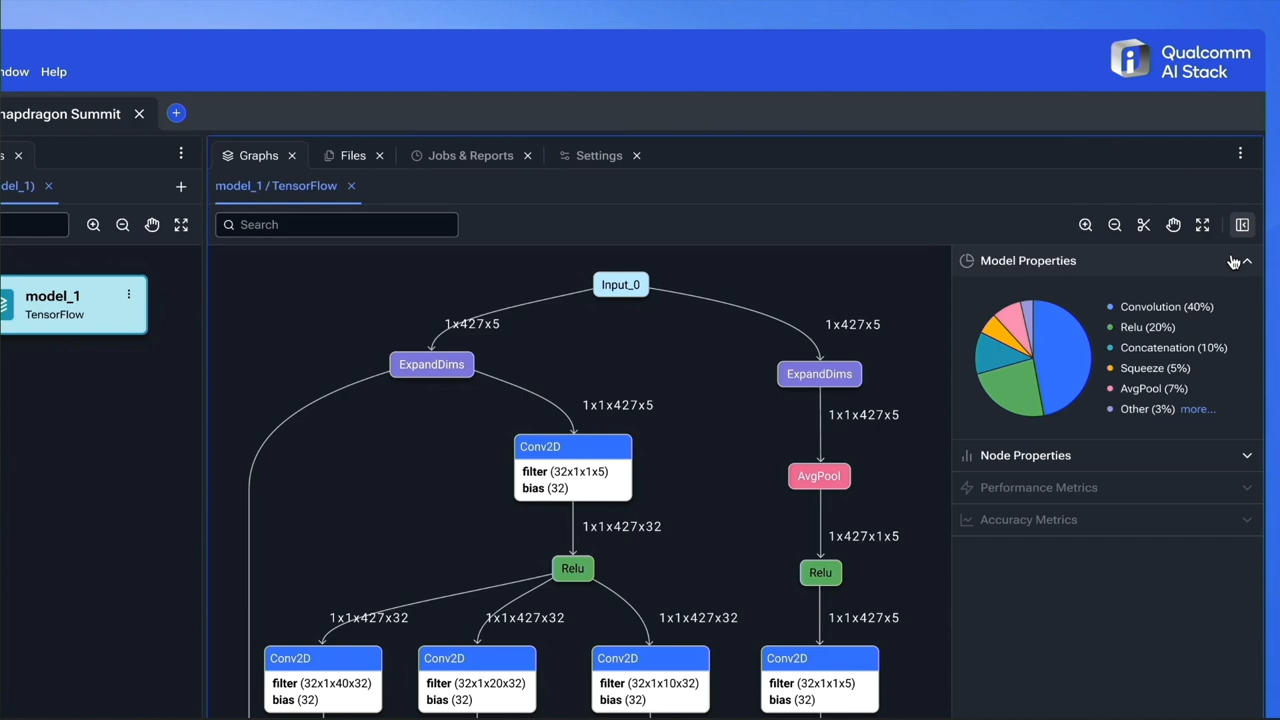 Qualcomm
AI Stack
ndow Help
napdragon Summit
s
Graphs
Files
Jobs & Reports
Settings
del_1)
model_1 / TensorFlow
Search
model_1
TensorFlow
Input_0
1x427x5
1x427x5
ExpandDims
ExpandDims
1x1x427x5
1x1x427x5
Conv2D
filter (32x1x1x5)
bias (32)
AvgPool
1x1x427x32
1x427x1x5
Relu
Relu
1x1x427x32
1x1x427x32
1x1x427x32
1x1x427x5
Conv2D
filter (32x1x40x32)
bias (32)
Conv2D
filter (32x1x20x32)
bias (32)
Conv2D
filter (32x1x10x32)
bias (32)
Conv2D
filter (32x1x1x5)
bias (32)
Model Properties
Convolution (40%)
Relu (20%)
Concatenation (10%)
Squeeze (5%)
AvgPool (7%)
Other (3%) more...
Node Properties
Performance Metrics
Accuracy Metrics